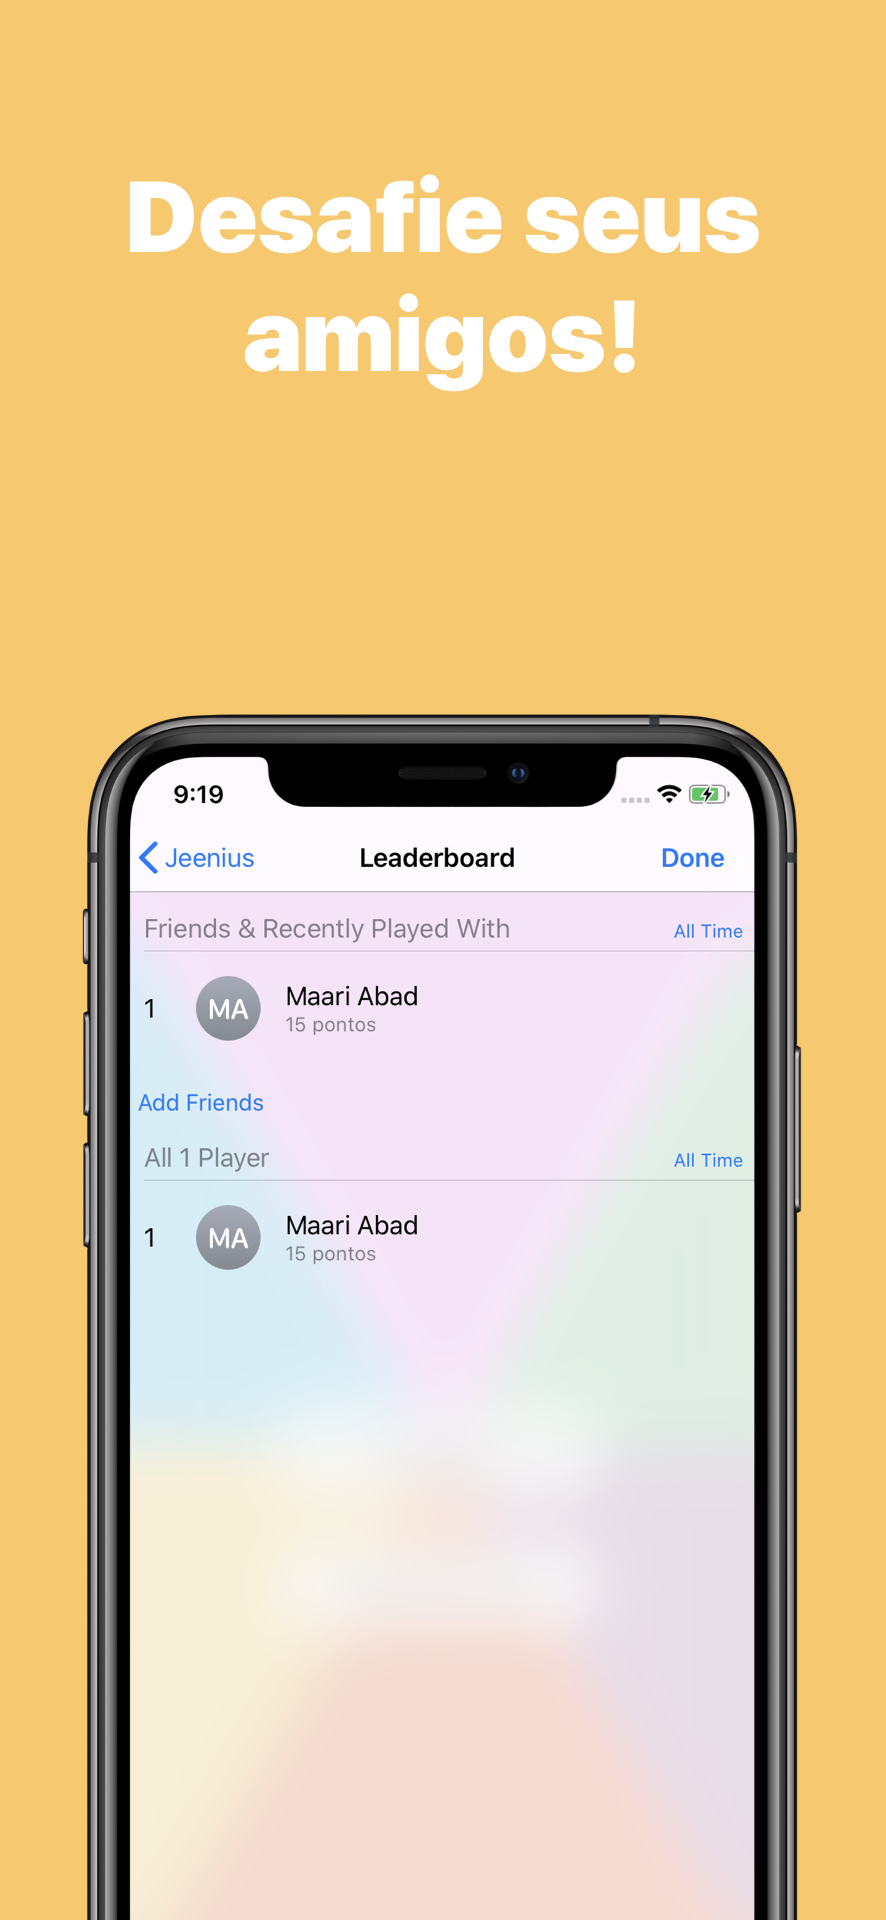 Desafie seus
amigos!
9:19
Jeenius
Leaderboard
Done
Friends & Recently Played With
All Time
1
MA
Maari Abad
15 pontos
Add Friends
All 1 Player
All Time
1
MA
Maari Abad
15 pontos